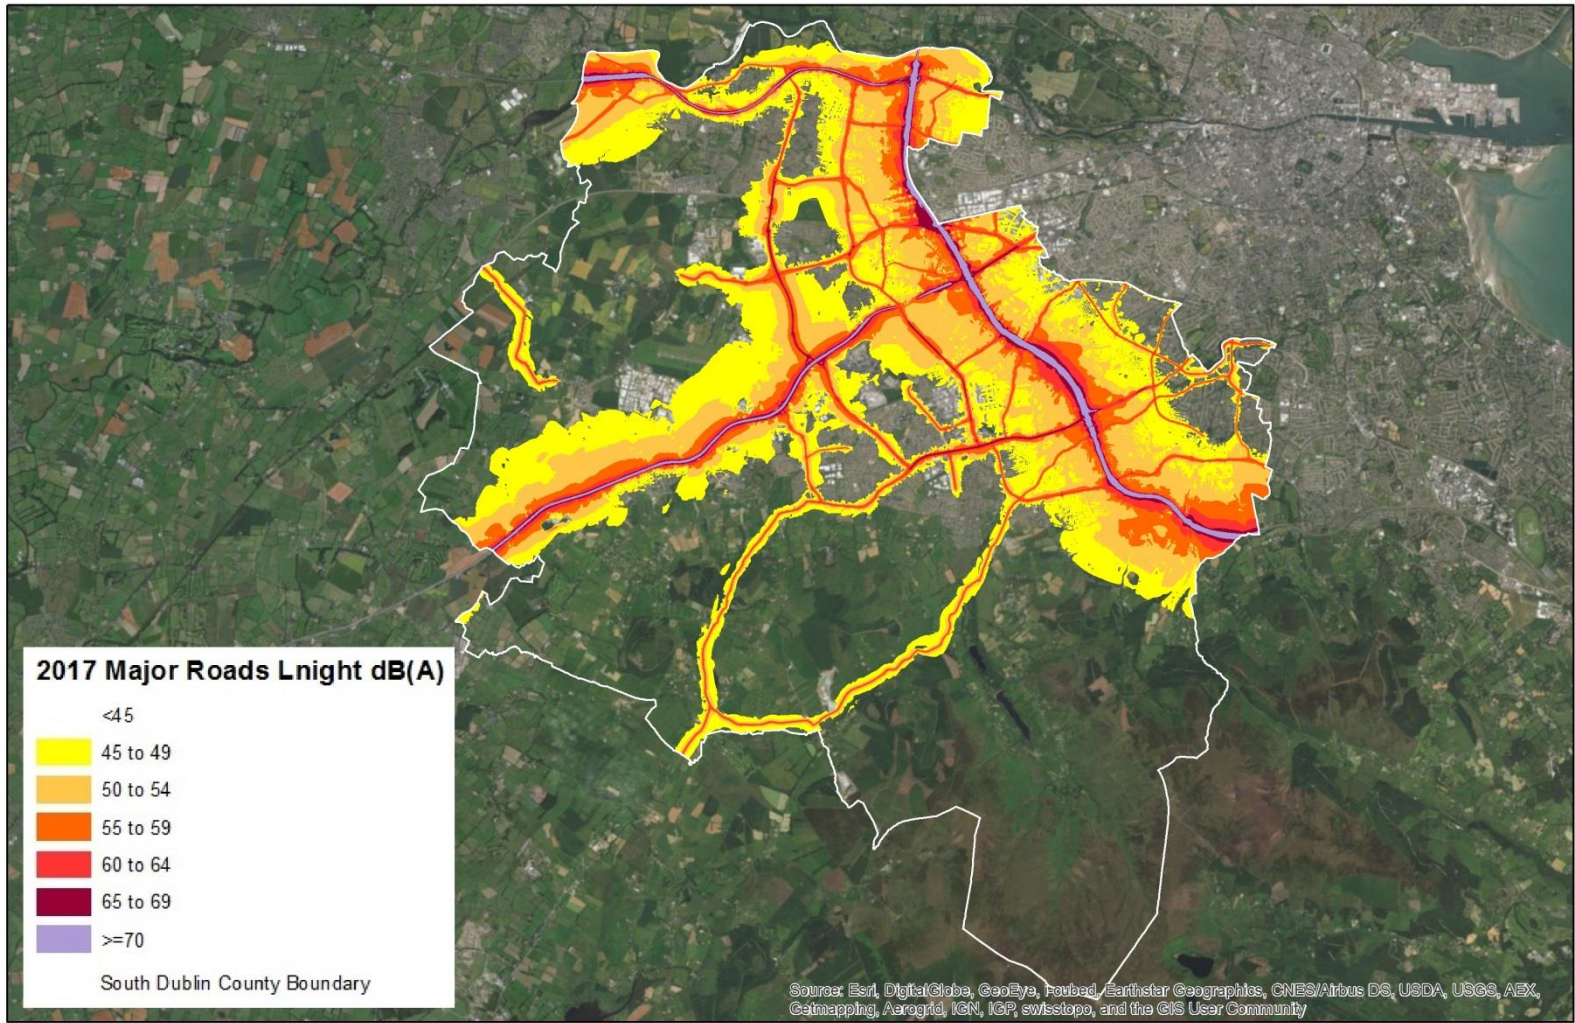 2017 Major Roads Lnight dB(A)
<45
45 to 49
50 to 54
55 to 59
60 to 64
65 to 69
>=70
South Dublin County Boundary
Source: Esri, DigitalGlobe, GeoEye, i-cubed, Earthstar Geographics, CNES/Airbus DS, USDA, USGS, AEX,
Getmapping, Aerogrid, IGN, IGP, swisstopo, and the GIS User Community